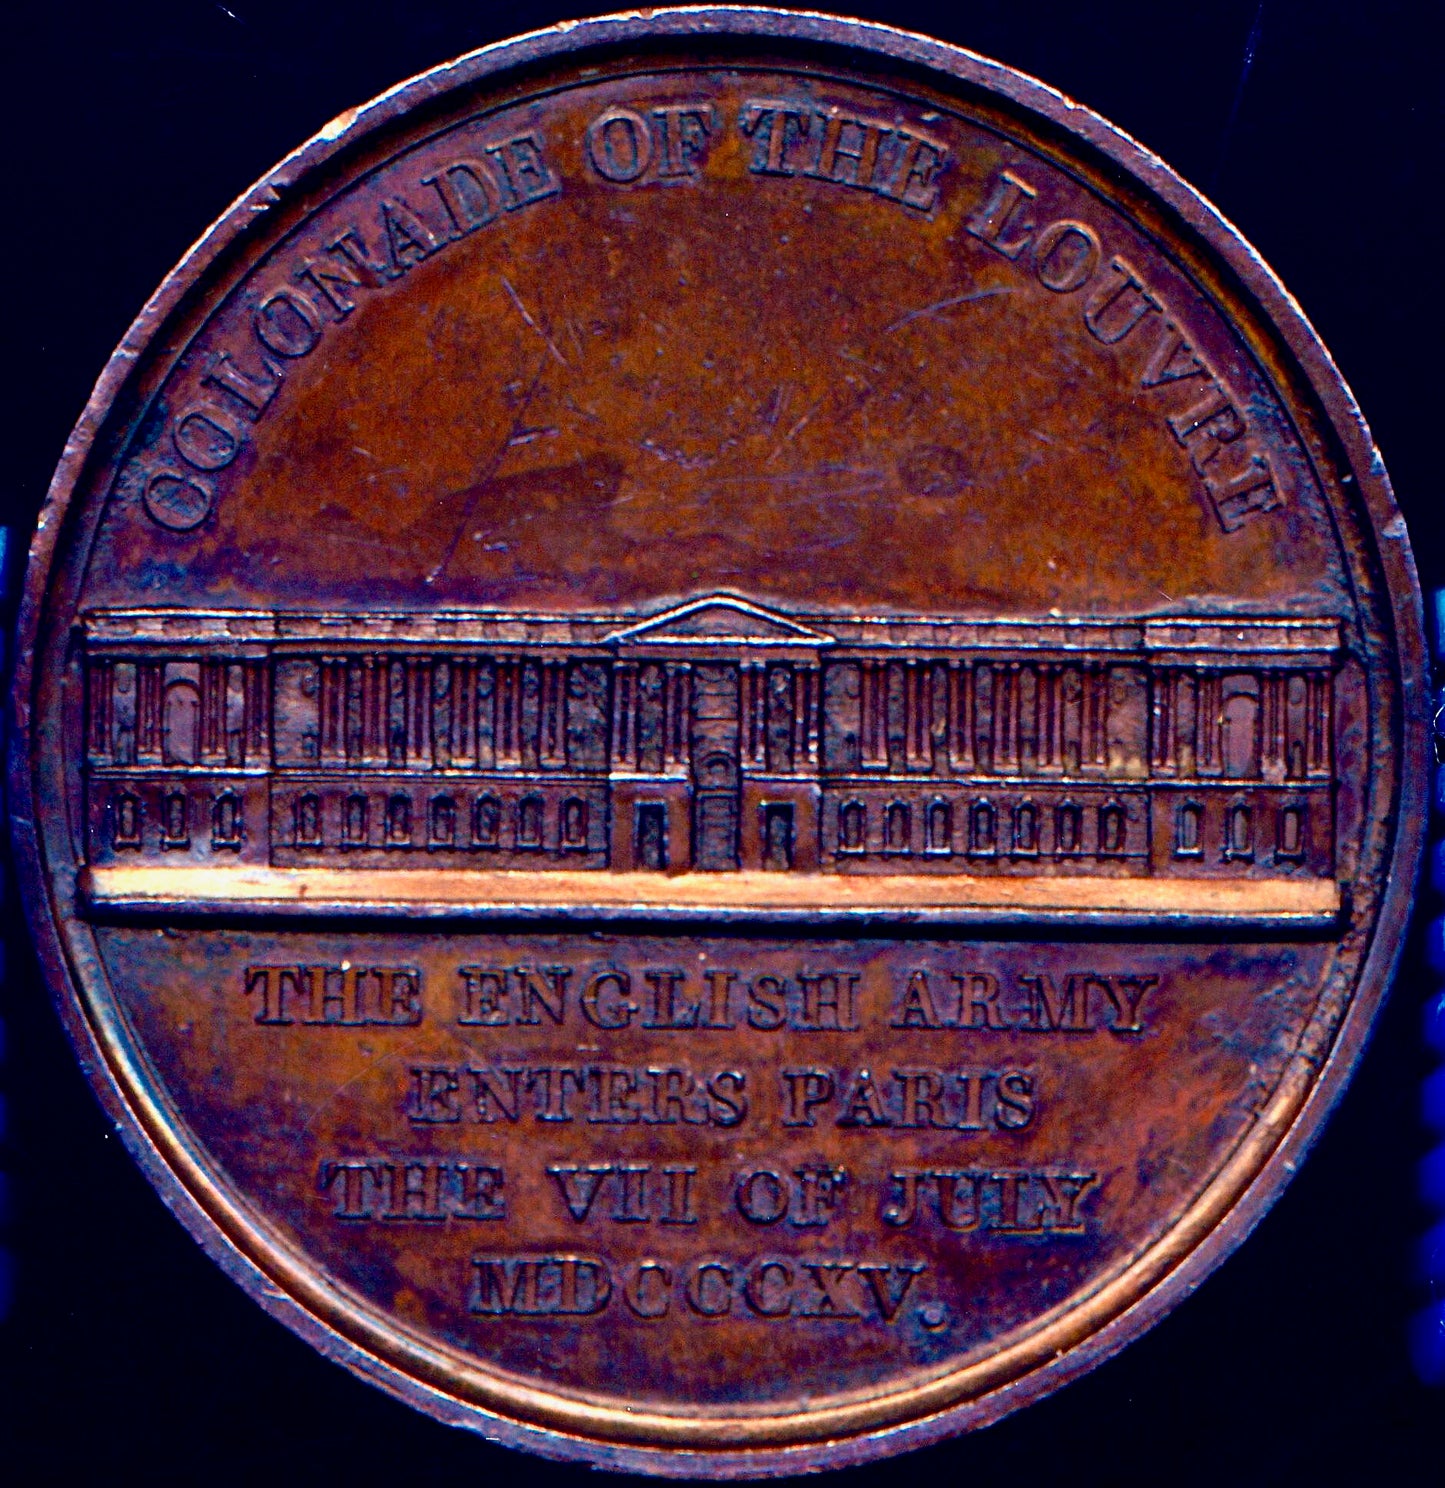 COLONADE OF THE LOUVRE
THE ENGLISH ARMY
ENTERS PARIS
THE VII OF JULY
MDCCCXV.